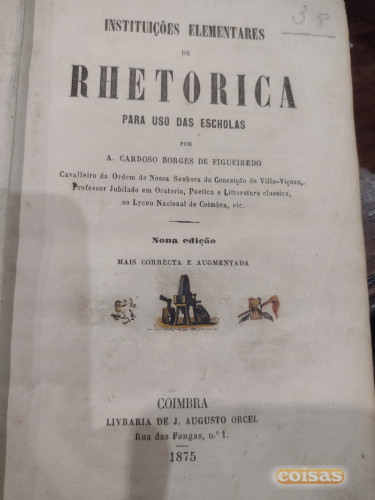 38
INSTITUIÇÕES ELEMENTARES
DE
RHETORICA
PARA USO DAS ESCHOLAS
POR
A. CARDOSO BORGES DE FIGUEIREDO
Cavalleiro da Ordem de Nossa Senhora da Conceição de Villa-Viçosa,
Professor Jubilado em Oratoria, Poetica e Litteratura classica,
no Lyceu Nacional de Coimbra, etc.
Nona edição
MAIS CORRECTA E AUGMENTADA
COIMBRA
LIVRARIA DE J. AUGUSTO ORCEL
Rua das Fangas, n.º 1.
1875
coisas